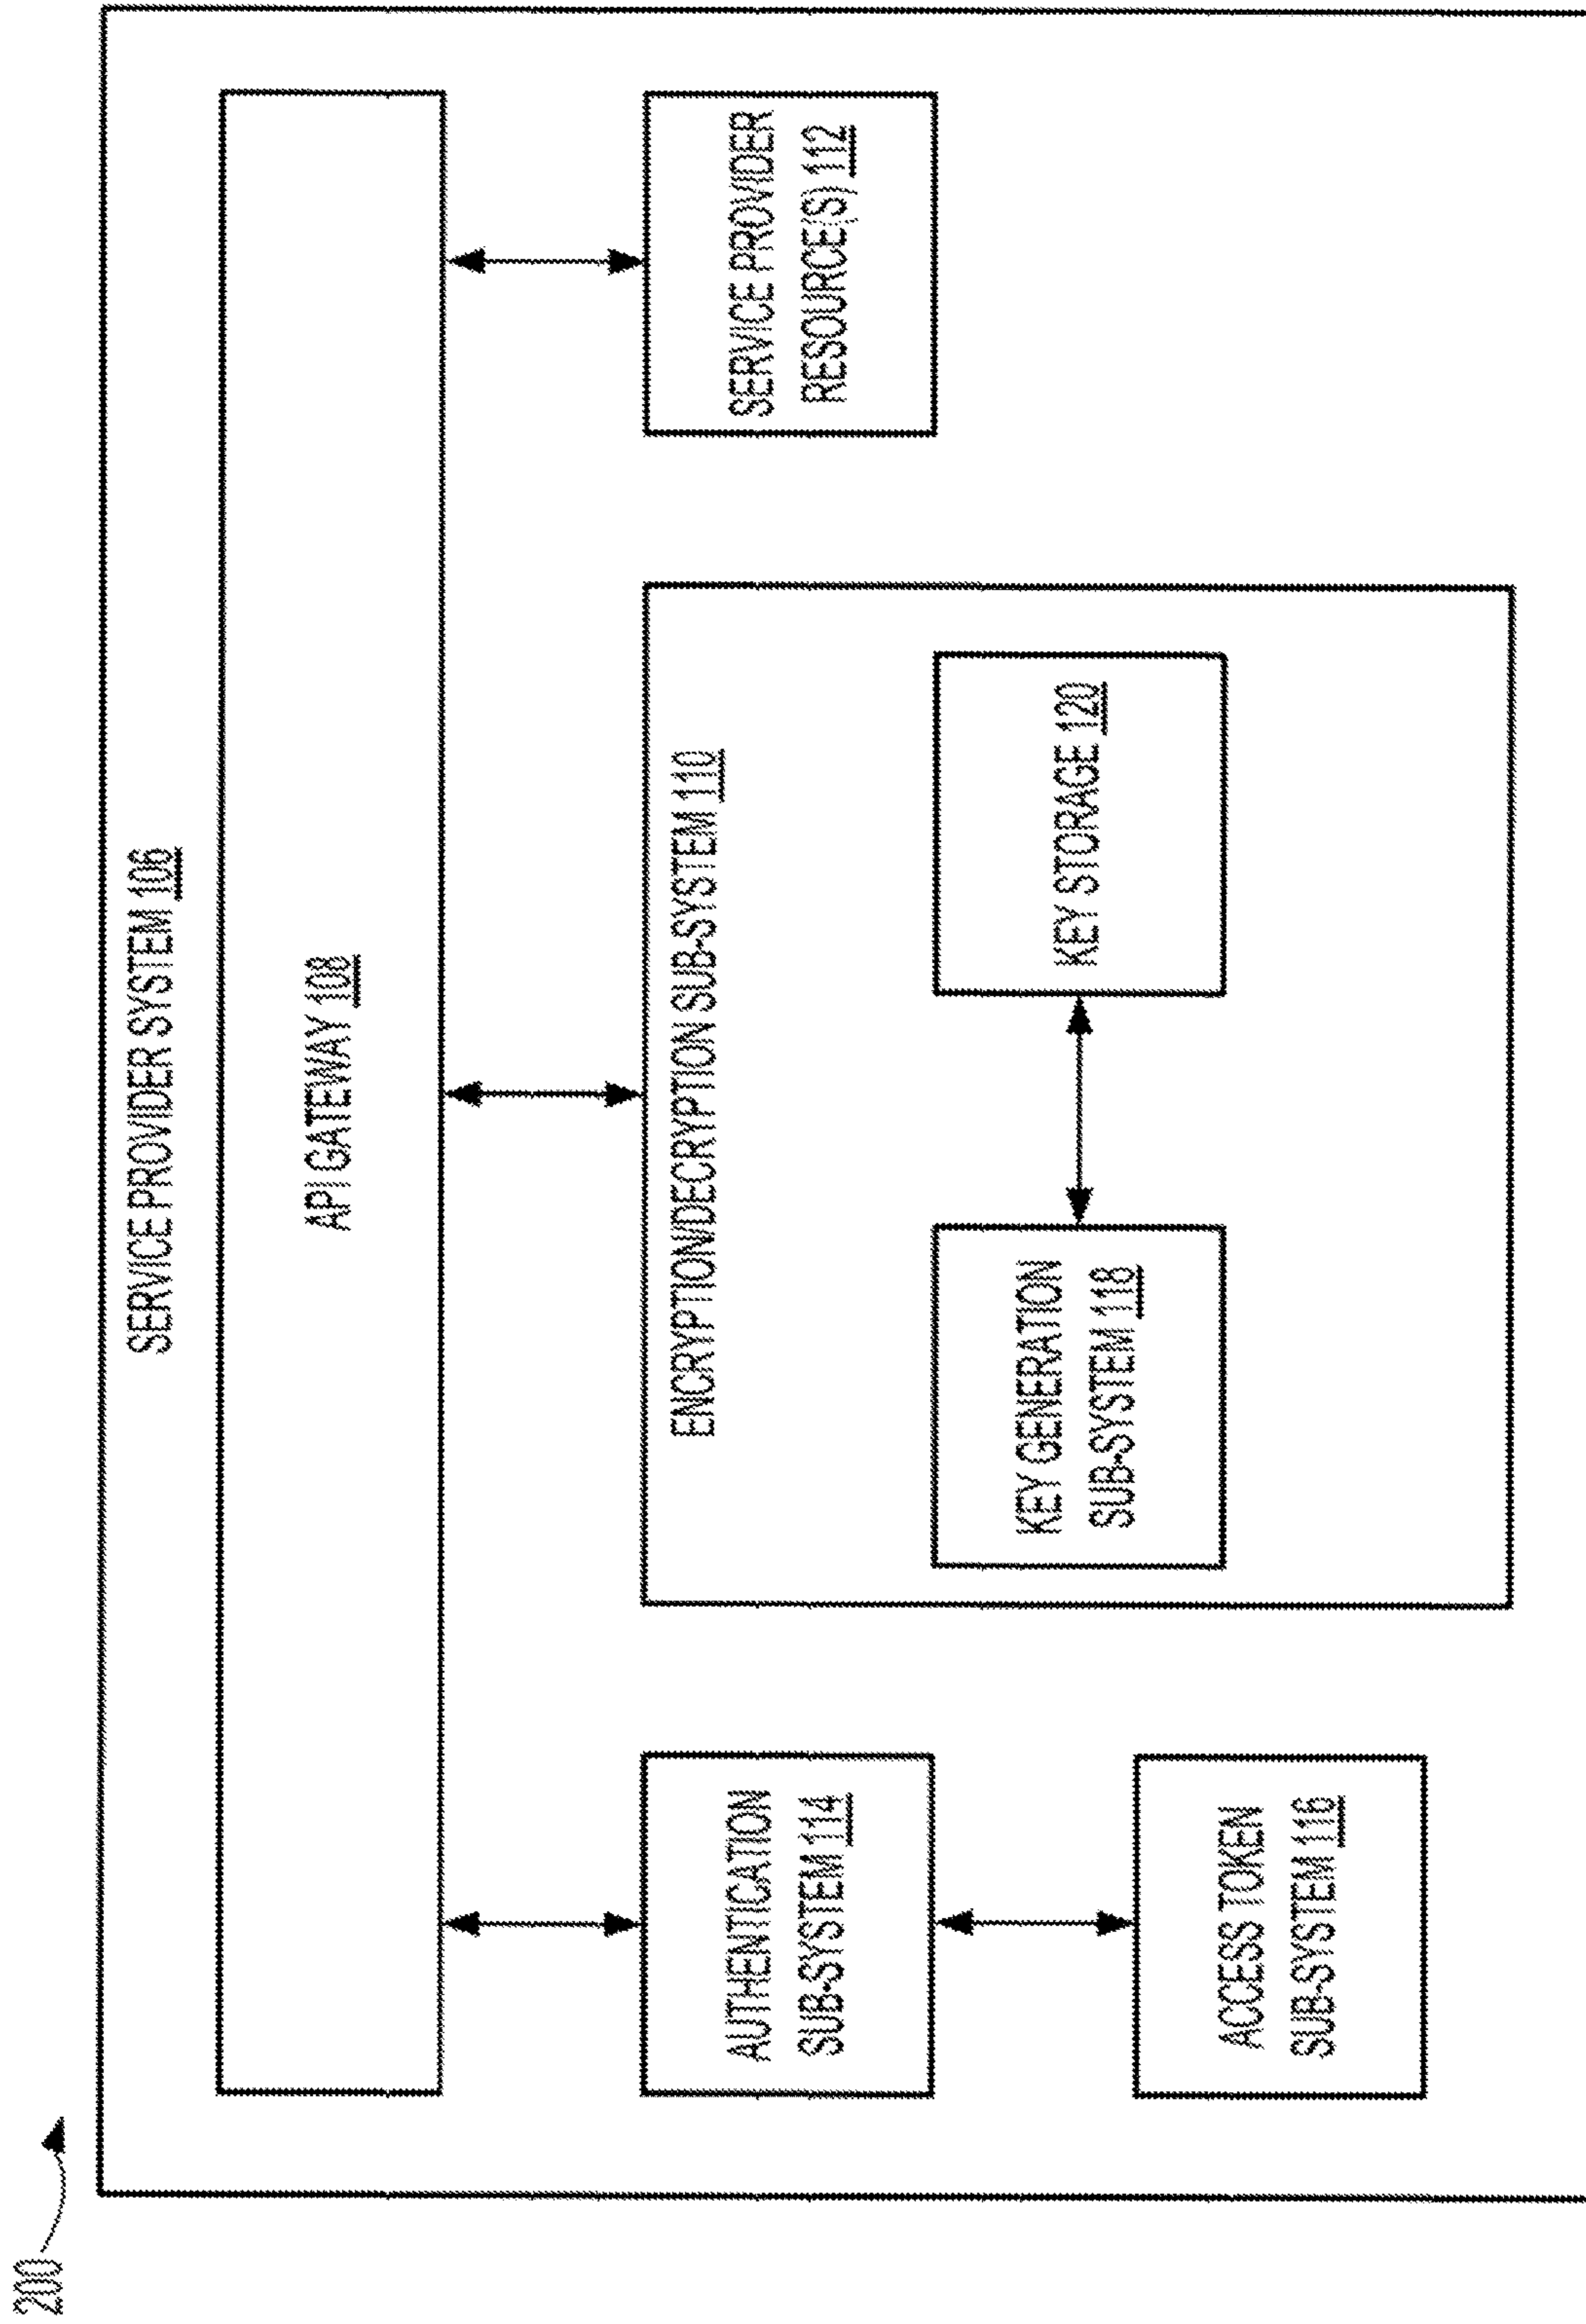 200
SERVICE PROVIDER SYSTEM 106
API GATEWAY 108
AUTHENTICATION
SUB-SYSTEM 114
ACCESS TOKEN
SUB-SYSTEM 116
ENCRYPTION/DECRYPTION SUB-SYSTEM 110
KEY GENERATION
SUB-SYSTEM 118
KEY STORAGE 120
SERVICE PROVIDER
RESOURCE(S) 112